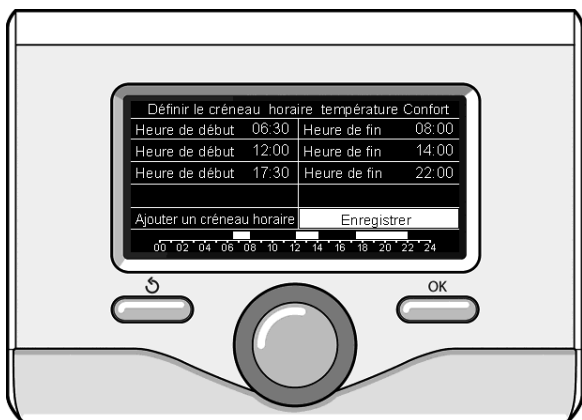 Définir le créneau horaire température Confort
Heure de début 06:30 Heure de fin 08:00
Heure de début 12:00 Heure de fin 14:00
Heure de début 17:30 Heure de fin 22:00
Ajouter un créneau horaire Enregistrer
00 02 04 06 08 10 12 14 16 18 20 22 24
OK